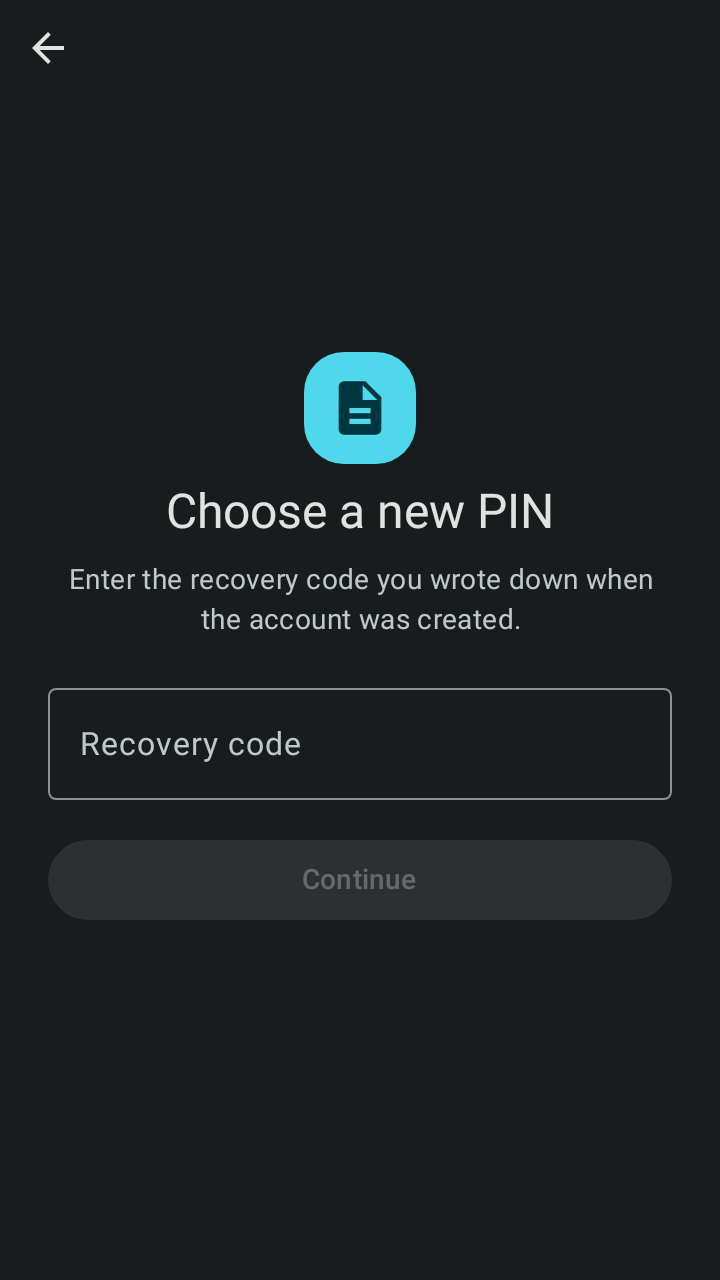 Choose a new PIN
Enter the recovery code you wrote down when
the account was created.
Recovery code
Continue